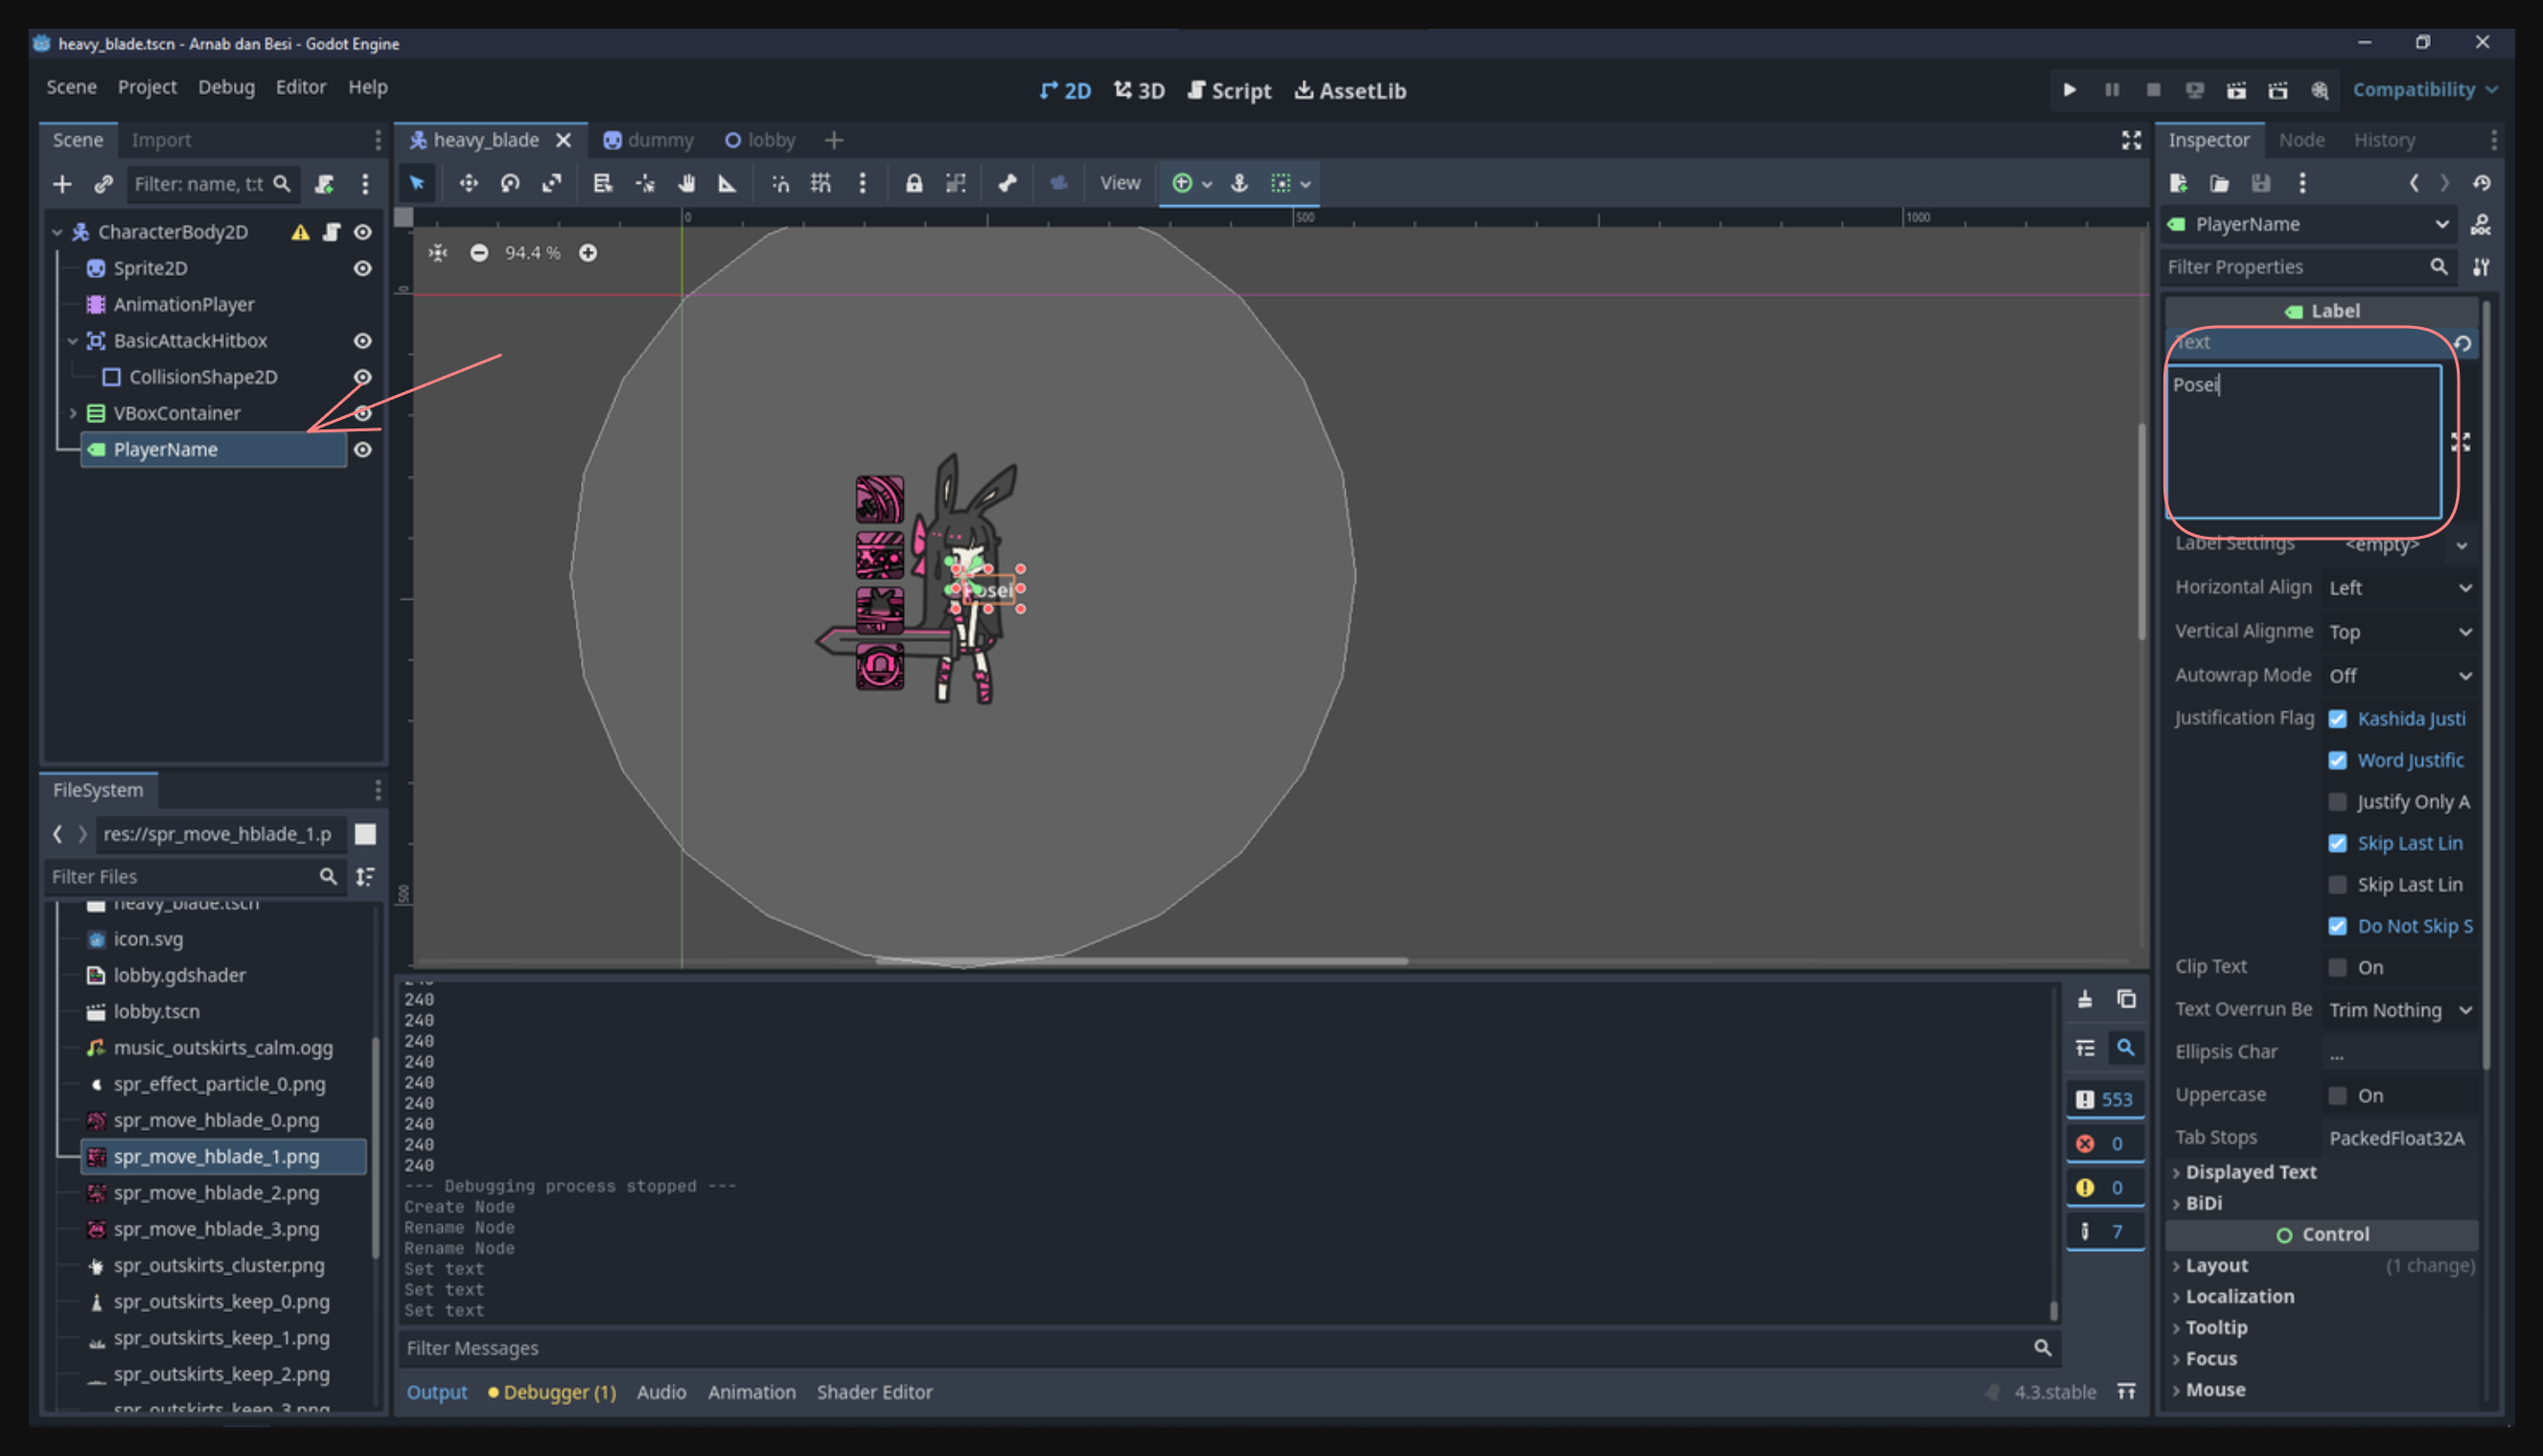 heavy_blade.tscn - Arnab dan Besi - Godot Engine
Scene Project Debug Editor Help
2D 3D Script AssetLib
Compatibility
Scene Import
Filter: name, t:t
CharacterBody2D
Sprite2D
AnimationPlayer
BasicAttackHitbox
CollisionShape2D
VBoxContainer
PlayerName
FileSystem
res://spr_move_hblade_1.p
Filter Files
heavy_blade.tscn
icon.svg
lobby.gdshader
lobby.tscn
music_outskirts_calm.ogg
spr_effect_particle_0.png
spr_move_hblade_0.png
spr_move_hblade_1.png
spr_move_hblade_2.png
spr_move_hblade_3.png
spr_outskirts_cluster.png
spr_outskirts_keep_0.png
spr_outskirts_keep_1.png
spr_outskirts_keep_2.png
spr_outskirts_keep_3.png
heavy_blade dummy lobby
View
0 500 1000
94.4 %
0
500
Posei
240
240
240
240
240
240
240
240
240
--- Debugging process stopped ---
Create Node
Rename Node
Rename Node
Set text
Set text
Set text
553
0
0
7
Filter Messages
Output Debugger (1) Audio Animation Shader Editor
4.3.stable
Inspector Node History
PlayerName
DOC
Filter Properties
Label
Text
Posei
Label Settings <empty>
Horizontal Align Left
Vertical Alignme Top
Autowrap Mode Off
Justification Flag Kashida Justi
Word Justific
Justify Only A
Skip Last Lin
Skip Last Lin
Do Not Skip S
Clip Text On
Text Overrun Be Trim Nothing
Ellipsis Char ...
Uppercase On
Tab Stops PackedFloat32A
Displayed Text
BiDi
Control
Layout (1 change)
Localization
Tooltip
Focus
Mouse